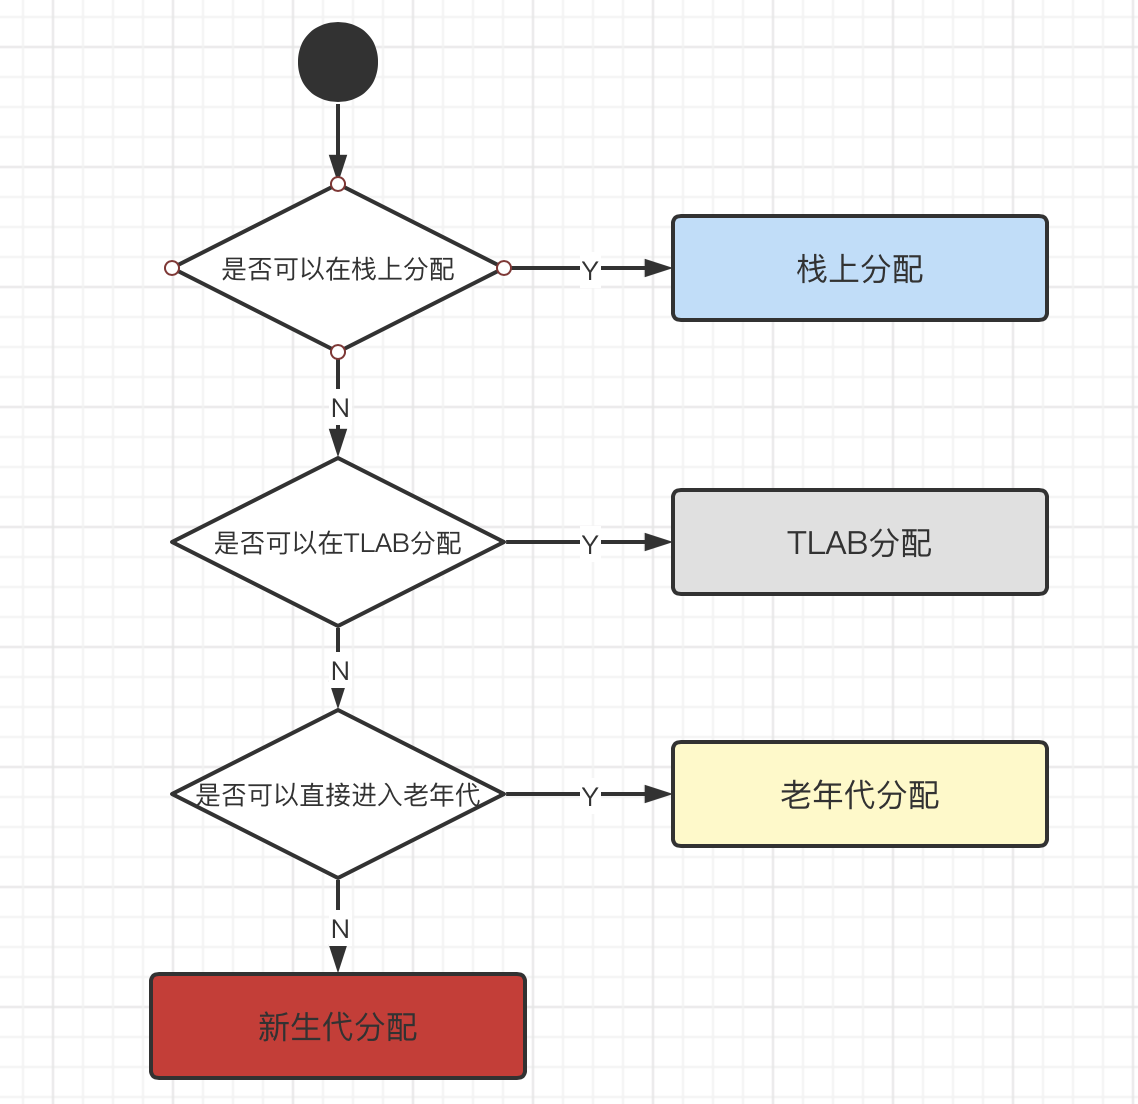 是否可以在栈上分配
Y
栈上分配
N
是否可以在TLAB分配
Y
TLAB分配
N
是否可以直接进入老年代
Y
老年代分配
N
新生代分配